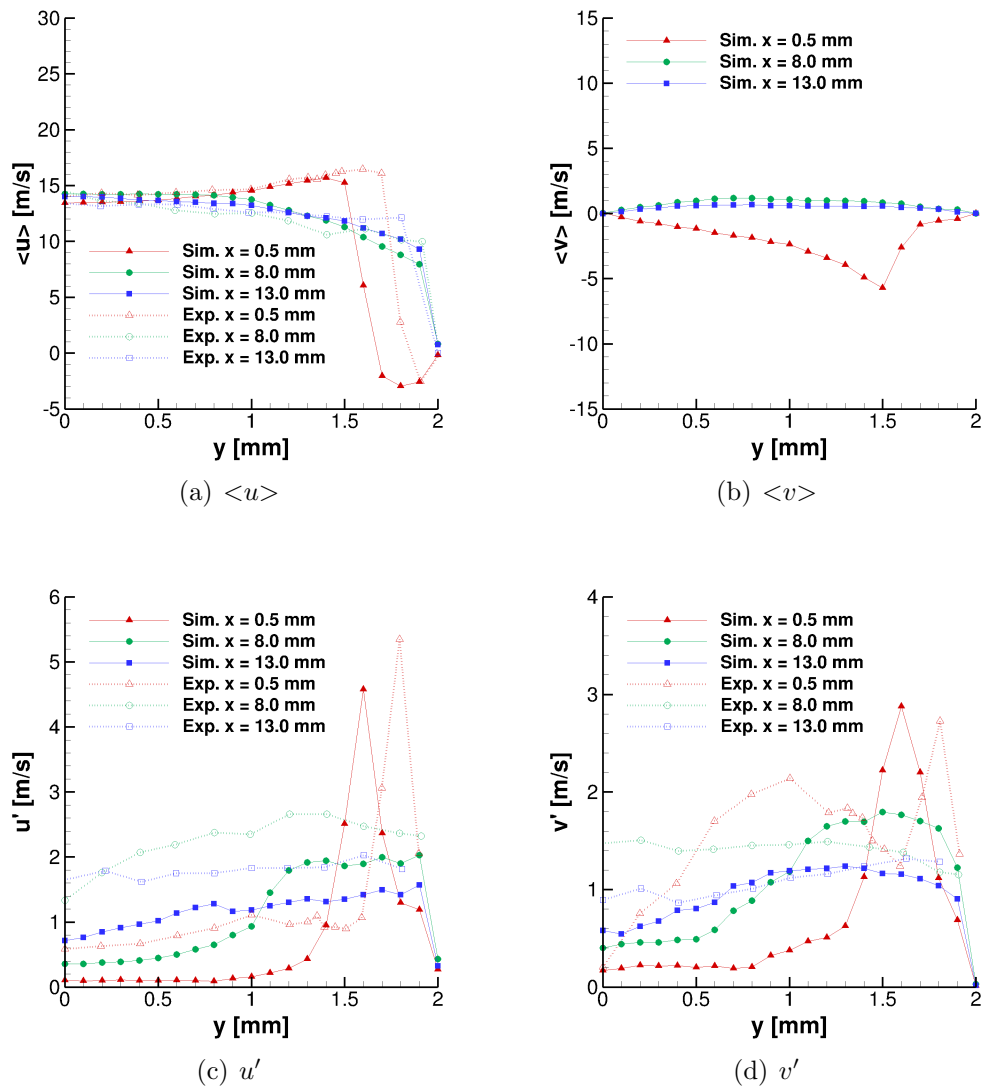 30
25
20
15
10
5
0
-5
<u> [m/s]
Sim. x = 0.5 mm
Sim. x = 8.0 mm
Sim. x = 13.0 mm
Exp. x = 0.5 mm
Exp. x = 8.0 mm
Exp. x = 13.0 mm
0 0.5 1 1.5 2
y [mm]
(a) <u>
15
10
5
0
-5
-10
-15
<v> [m/s]
Sim. x = 0.5 mm
Sim. x = 8.0 mm
Sim. x = 13.0 mm
0 0.5 1 1.5 2
y [mm]
(b) <v>
6
5
4
3
2
1
0
u' [m/s]
Sim. x = 0.5 mm
Sim. x = 8.0 mm
Sim. x = 13.0 mm
Exp. x = 0.5 mm
Exp. x = 8.0 mm
Exp. x = 13.0 mm
0 0.5 1 1.5 2
y [mm]
(c) u′
4
3
2
1
0
v' [m/s]
Sim. x = 0.5 mm
Sim. x = 8.0 mm
Sim. x = 13.0 mm
Exp. x = 0.5 mm
Exp. x = 8.0 mm
Exp. x = 13.0 mm
0 0.5 1 1.5 2
y [mm]
(d) v′